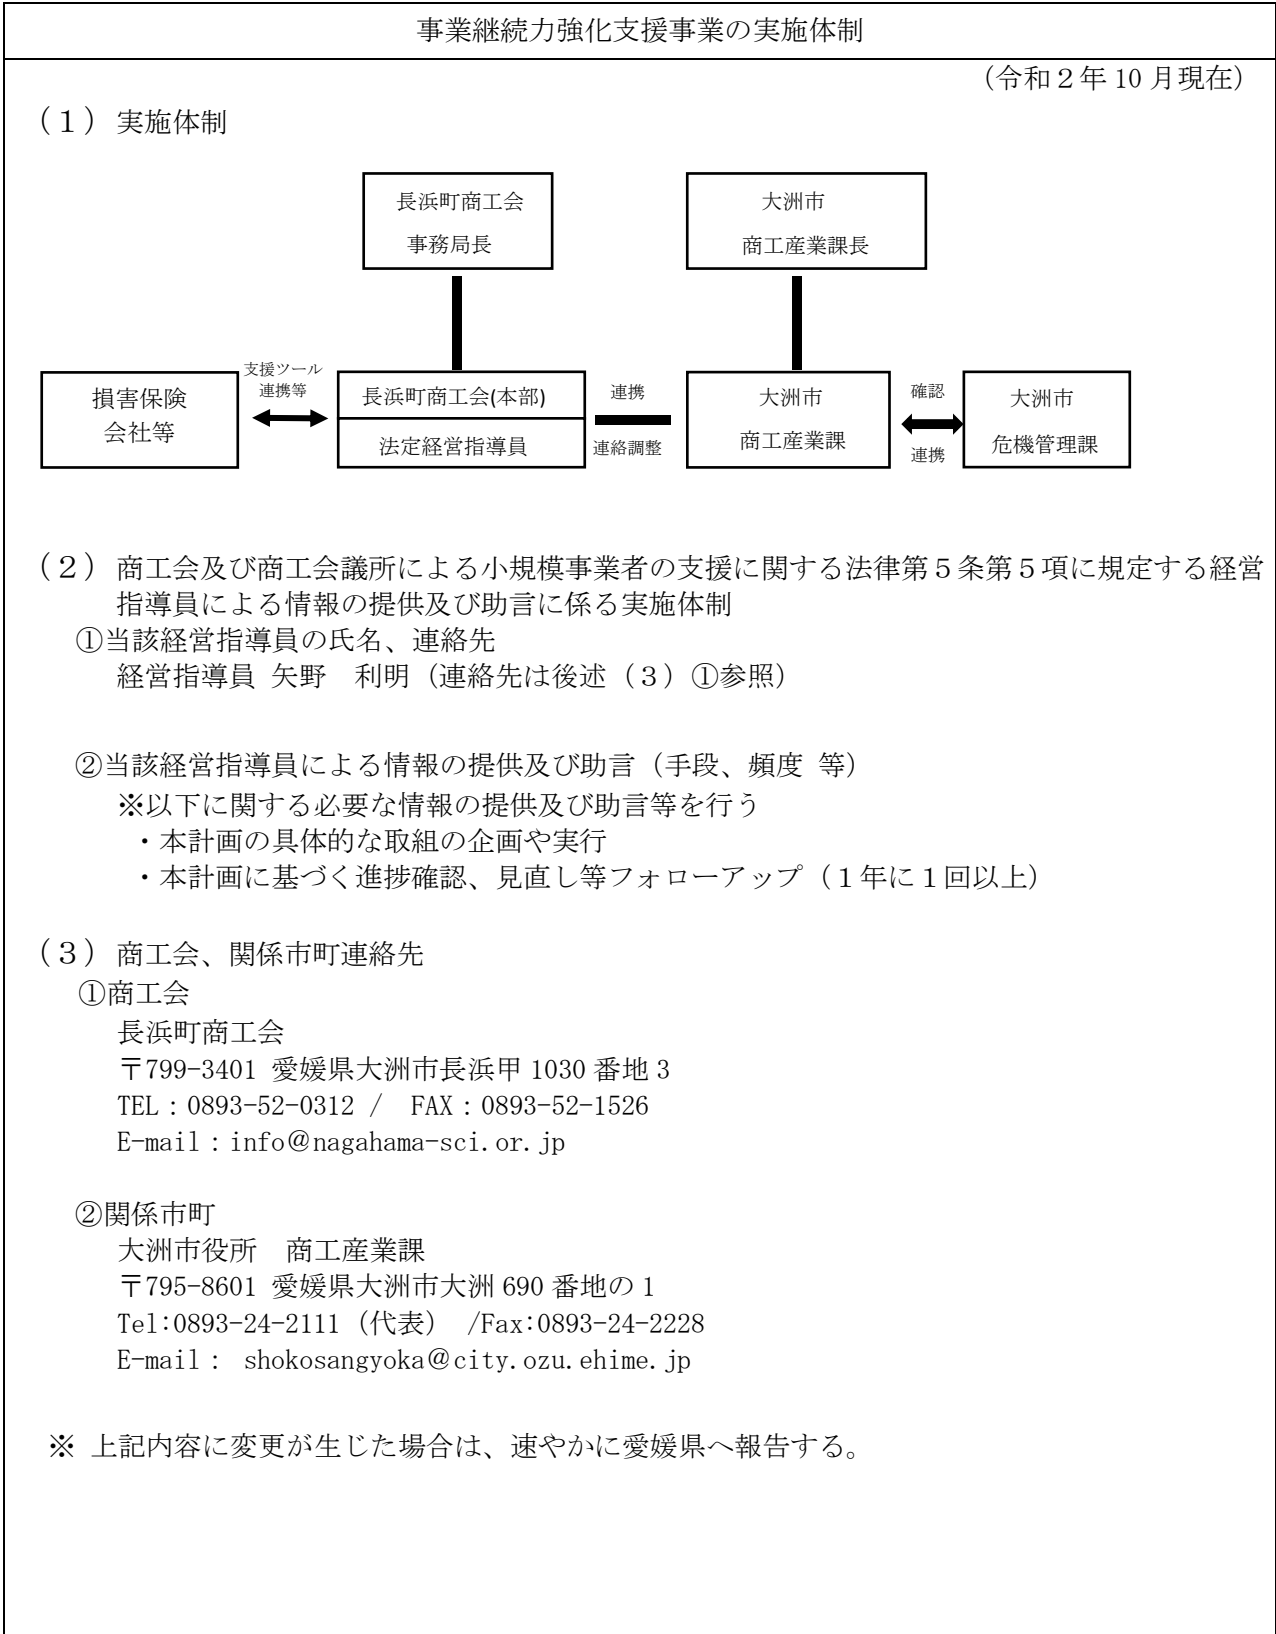 事業継続力強化支援事業の実施体制
（令和２年 10 月現在）
（１）実施体制
長浜町商工会
事務局長
大洲市
商工産業課長
損害保険
会社等
支援ツール
連携等
長浜町商工会(本部)
法定経営指導員
連携
連絡調整
大洲市
商工産業課
確認
連携
大洲市
危機管理課
（２）商工会及び商工会議所による小規模事業者の支援に関する法律第５条第５項に規定する経営
指導員による情報の提供及び助言に係る実施体制
①当該経営指導員の氏名、連絡先
経営指導員 矢野　利明（連絡先は後述（３）①参照）
②当該経営指導員による情報の提供及び助言（手段、頻度 等）
※以下に関する必要な情報の提供及び助言等を行う
・本計画の具体的な取組の企画や実行
・本計画に基づく進捗確認、見直し等フォローアップ（１年に１回以上）
（３）商工会、関係市町連絡先
①商工会
長浜町商工会
〒799-3401 愛媛県大洲市長浜甲 1030 番地 3
TEL：0893-52-0312 / FAX：0893-52-1526
E-mail：info＠nagahama-sci.or.jp
②関係市町
大洲市役所　商工産業課
〒795-8601 愛媛県大洲市大洲 690 番地の 1
Tel:0893-24-2111（代表） /Fax:0893-24-2228
E-mail： shokosangyoka＠city.ozu.ehime.jp
※ 上記内容に変更が生じた場合は、速やかに愛媛県へ報告する。